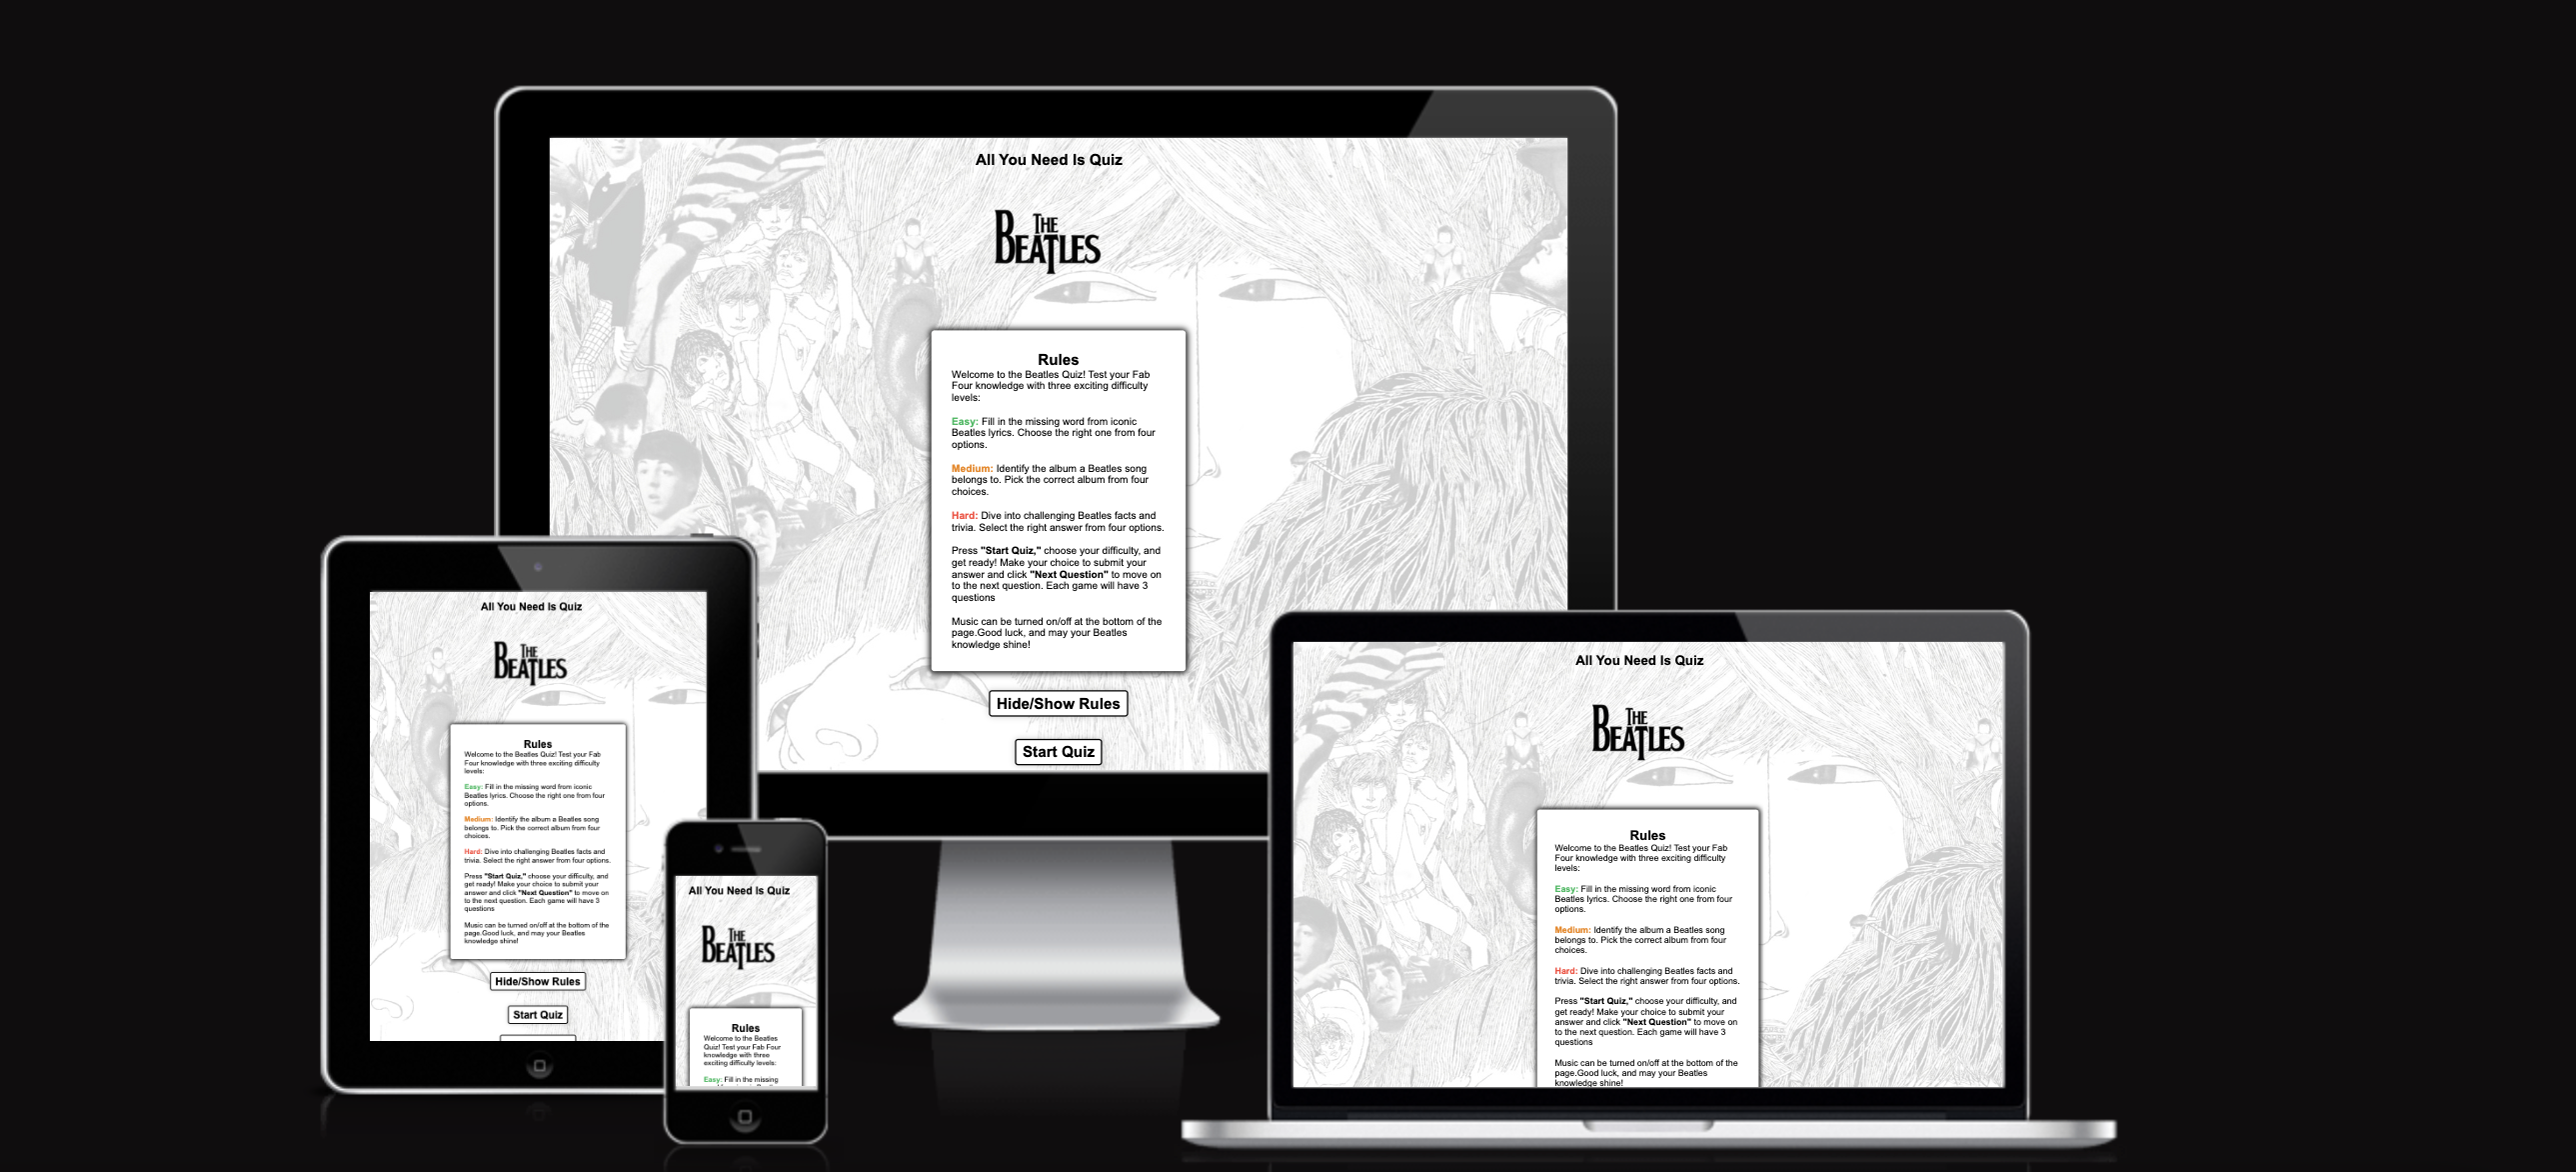 All You Need Is Quiz
THE
BEATLES
Rules
Welcome to the Beatles Quiz! Test your Fab
Four knowledge with three exciting difficulty
levels:
Easy: Fill in the missing word from iconic
Beatles lyrics. Choose the right one from four
options.
Medium: Identify the album a Beatles song
belongs to. Pick the correct album from four
choices.
Hard: Dive into challenging Beatles facts and
trivia. Select the right answer from four options.
Press "Start Quiz," choose your difficulty, and
get ready! Make your choice to submit your
answer and click "Next Question" to move on
to the next question. Each game will have 3
questions
Music can be turned on/off at the bottom of the
page.Good luck, and may your Beatles
knowledge shine!
Hide/Show Rules
Start Quiz
All You Need Is Quiz
THE
BEATLES
Rules
Welcome to the Beatles Quiz! Test your Fab
Four knowledge with three exciting difficulty
levels:
Easy: Fill in the missing word from iconic
Beatles lyrics. Choose the right one from four
options.
Medium: Identify the album a Beatles song
belongs to. Pick the correct album from four
choices.
Hard: Dive into challenging Beatles facts and
trivia. Select the right answer from four options.
Press "Start Quiz," choose your difficulty, and
get ready! Make your choice to submit your
answer and click "Next Question" to move on
to the next question. Each game will have 3
questions
Music can be turned on/off at the bottom of the
page.Good luck, and may your Beatles
knowledge shine!
Hide/Show Rules
Start Quiz
All You Need Is Quiz
THE
BEATLES
Rules
Welcome to the Beatles
Quiz! Test your Fab Four
knowledge with three
exciting difficulty levels:
Easy: Fill in the missing
All You Need Is Quiz
THE
BEATLES
Rules
Welcome to the Beatles Quiz! Test your Fab
Four knowledge with three exciting difficulty
levels:
Easy: Fill in the missing word from iconic
Beatles lyrics. Choose the right one from four
options.
Medium: Identify the album a Beatles song
belongs to. Pick the correct album from four
choices.
Hard: Dive into challenging Beatles facts and
trivia. Select the right answer from four options.
Press "Start Quiz," choose your difficulty, and
get ready! Make your choice to submit your
answer and click "Next Question" to move on
to the next question. Each game will have 3
questions
Music can be turned on/off at the bottom of the
page.Good luck, and may your Beatles
knowledge shine!